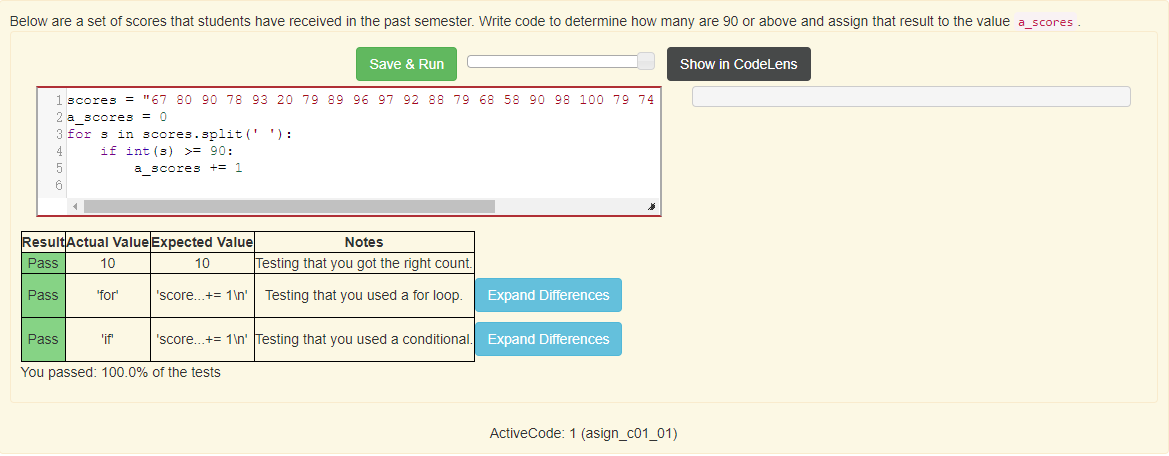 Below are a set of scores that students have received in the past semester. Write code to determine how many are 90 or above and assign that result to the value a_scores .
Save & Run
Show in CodeLens
1 scores = "67 80 90 78 93 20 79 89 96 97 92 88 79 68 58 90 98 100 79 74
2 a_scores = 0
3 for s in scores.split(' '):
4     if int(s) >= 90:
5         a_scores += 1
6
Result Actual Value Expected Value Notes
Pass 10 10 Testing that you got the right count.
Pass 'for' 'score...+= 1\n' Testing that you used a for loop. Expand Differences
Pass 'if' 'score...+= 1\n' Testing that you used a conditional. Expand Differences
You passed: 100.0% of the tests
ActiveCode: 1 (asign_c01_01)